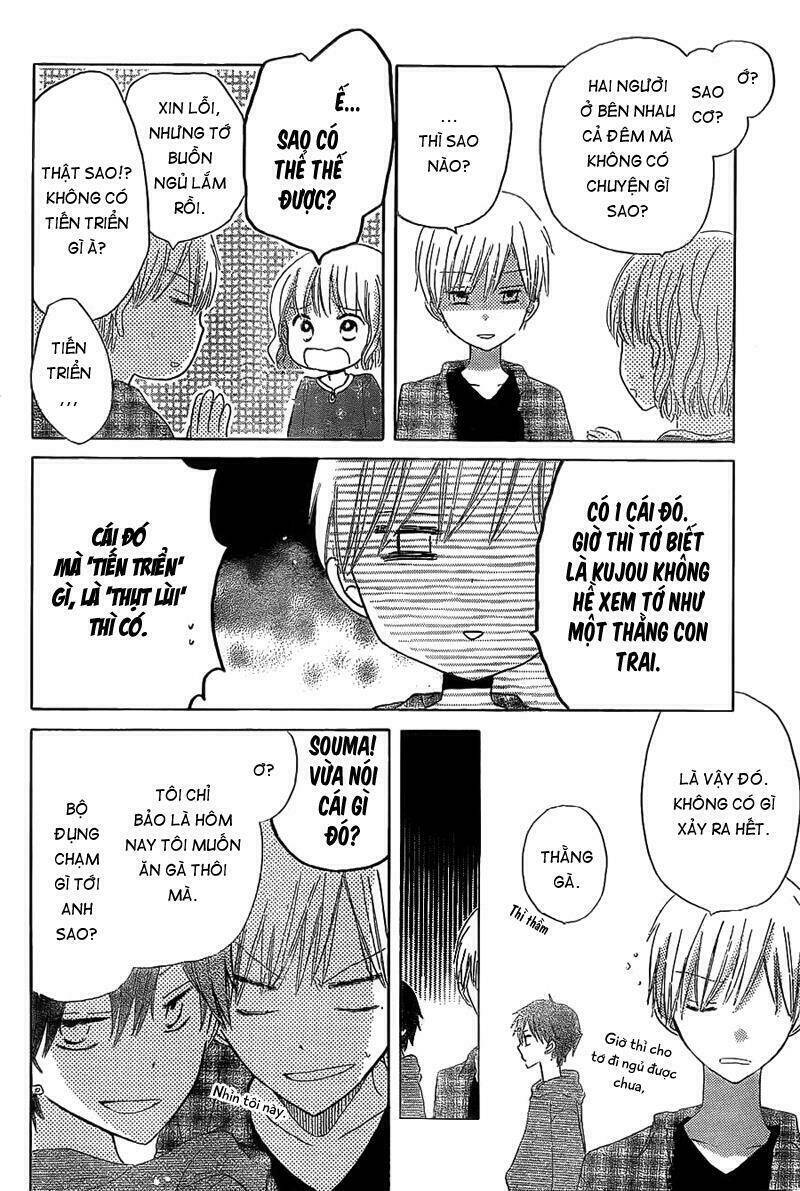 Ớ?
SAO
CƠ?
HAI NGƯỜI
Ở BÊN NHAU
CẢ ĐÊM MÀ
KHÔNG CÓ
CHUYỆN GÌ
SAO?
...
THÌ SAO
NÀO?
Ế...
SAO CÓ
THỂ THẾ
ĐƯỢC?
XIN LỖI,
NHƯNG TỚ
BUỒN
NGỦ LẮM
RỒI.
THẬT SAO!?
KHÔNG CÓ
TIẾN TRIỂN
GÌ À?
TIẾN
TRIỂN
,,,
CÓ 1 CÁI ĐÓ.
GIỜ THÌ TỚ BIẾT
LÀ KUJOU KHÔNG
HỀ XEM TỚ NHƯ
MỘT THẰNG CON
TRAI.
CÁI ĐÓ
MÀ "TIẾN TRIỂN"
GÌ, LÀ "THỤT LÙI"
THÌ CÓ.
LÀ VẬY ĐÓ.
KHÔNG CÓ GÌ
XẢY RA HẾT.
Giờ thì cho
tớ đi ngủ được
chưa,
THẰNG
GÀ.
Thì thầm
SOUMA!
VỪA NÓI
CÁI GÌ
ĐÓ?
Ơ?
TÔI CHỈ
BẢO LÀ HÔM
NAY TÔI MUỐN
ĂN GÀ THÔI
MÀ.
BỘ
ĐỤNG
CHẠM
GÌ TỚI
ANH
SAO?
Nhìn tôi này.